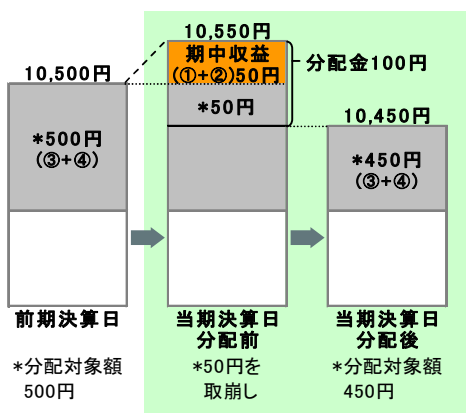 10,550円
期中収益
(①+②)50円
分配金100円
10,500円
*50円
10,450円
*500円
(③+④)
*450円
(③+④)
前期決算日
当期決算日
分配前
当期決算日
分配後
*分配対象額
500円
*50円を
取崩し
*分配対象額
450円